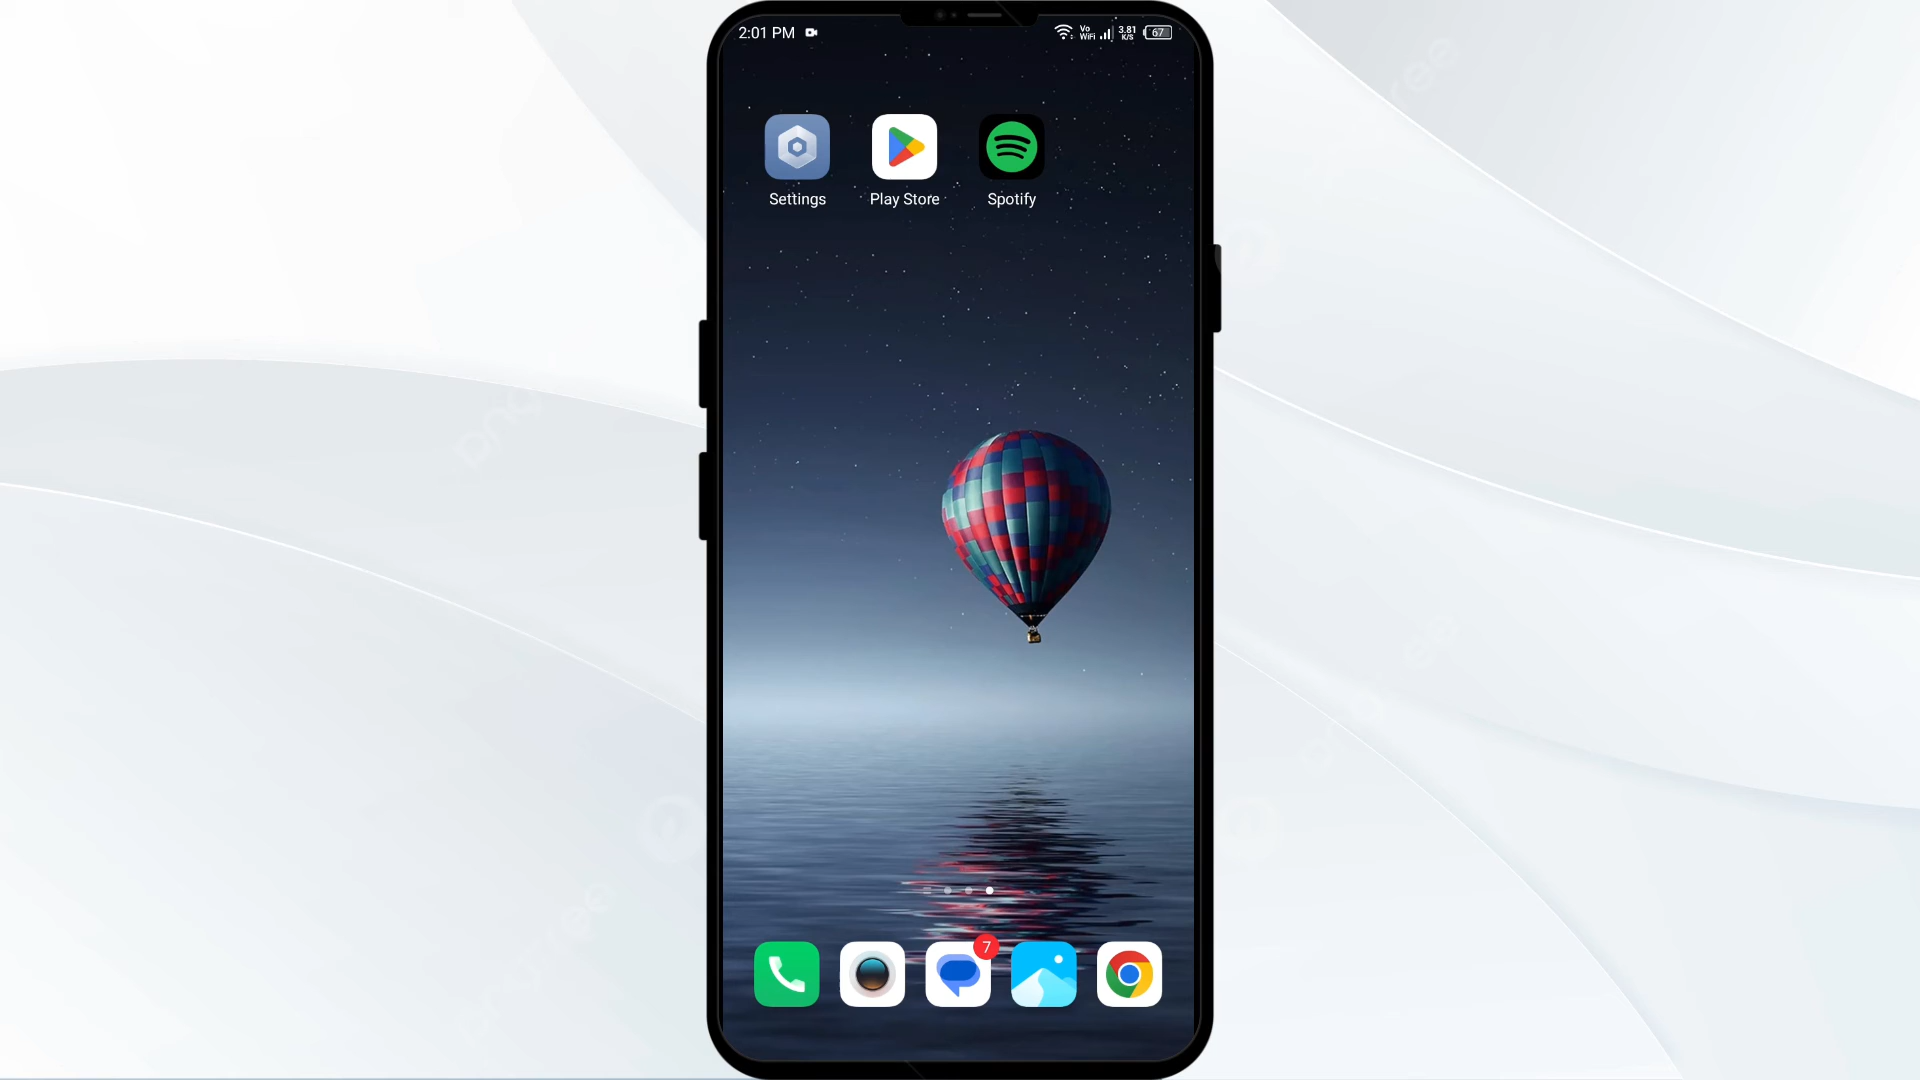 2:01 PM
Vo
WiFi
3.81
K/S
67
Settings
Play Store
Spotify
7